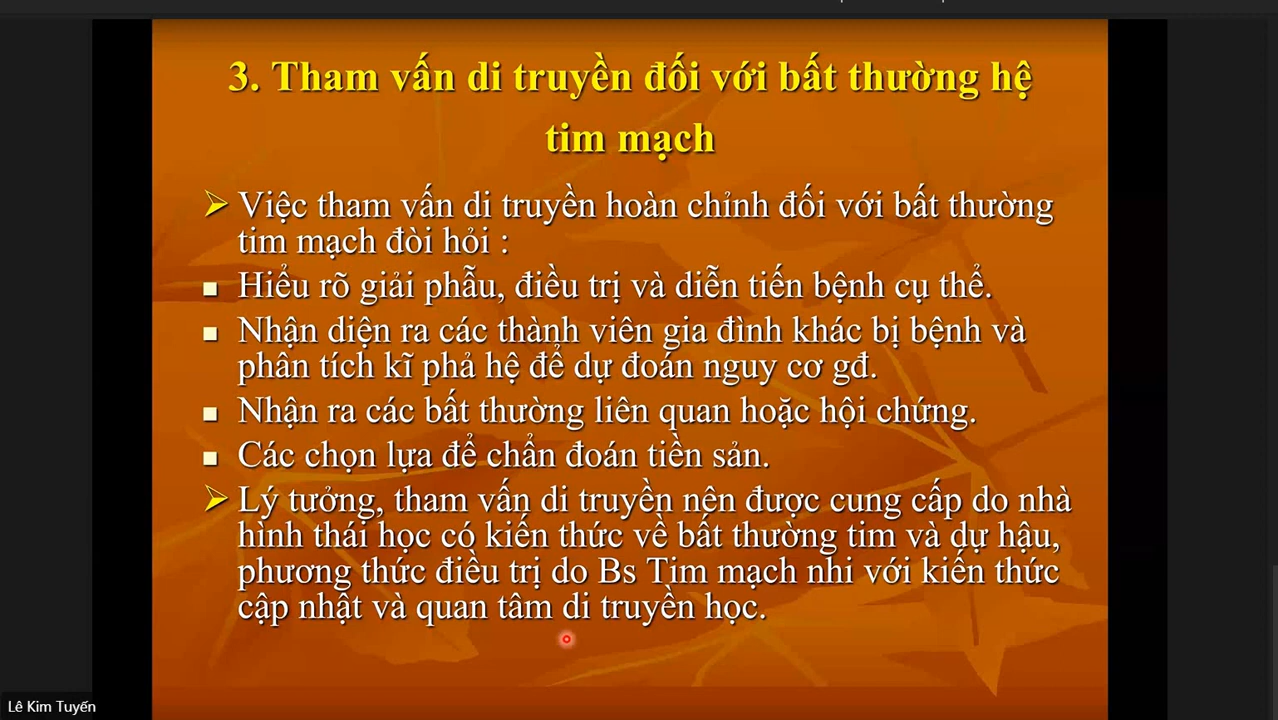 3. Tham vấn di truyền đối với bất thường hệ
tim mạch
Việc tham vấn di truyền hoàn chỉnh đối với bất thường
tim mạch đòi hỏi :
Hiểu rõ giải phẫu, điều trị và diễn tiến bệnh cụ thể.
Nhận diện ra các thành viên gia đình khác bị bệnh và
phân tích kĩ phả hệ để dự đoán nguy cơ gđ.
Nhận ra các bất thường liên quan hoặc hội chứng.
Các chọn lựa để chẩn đoán tiền sản.
Lý tưởng, tham vấn di truyền nên được cung cấp do nhà
hình thái học có kiến thức về bất thường tim và dự hậu,
phương thức điều trị do Bs Tim mạch nhi với kiến thức
cập nhật và quan tâm di truyền học.
Lê Kim Tuyến